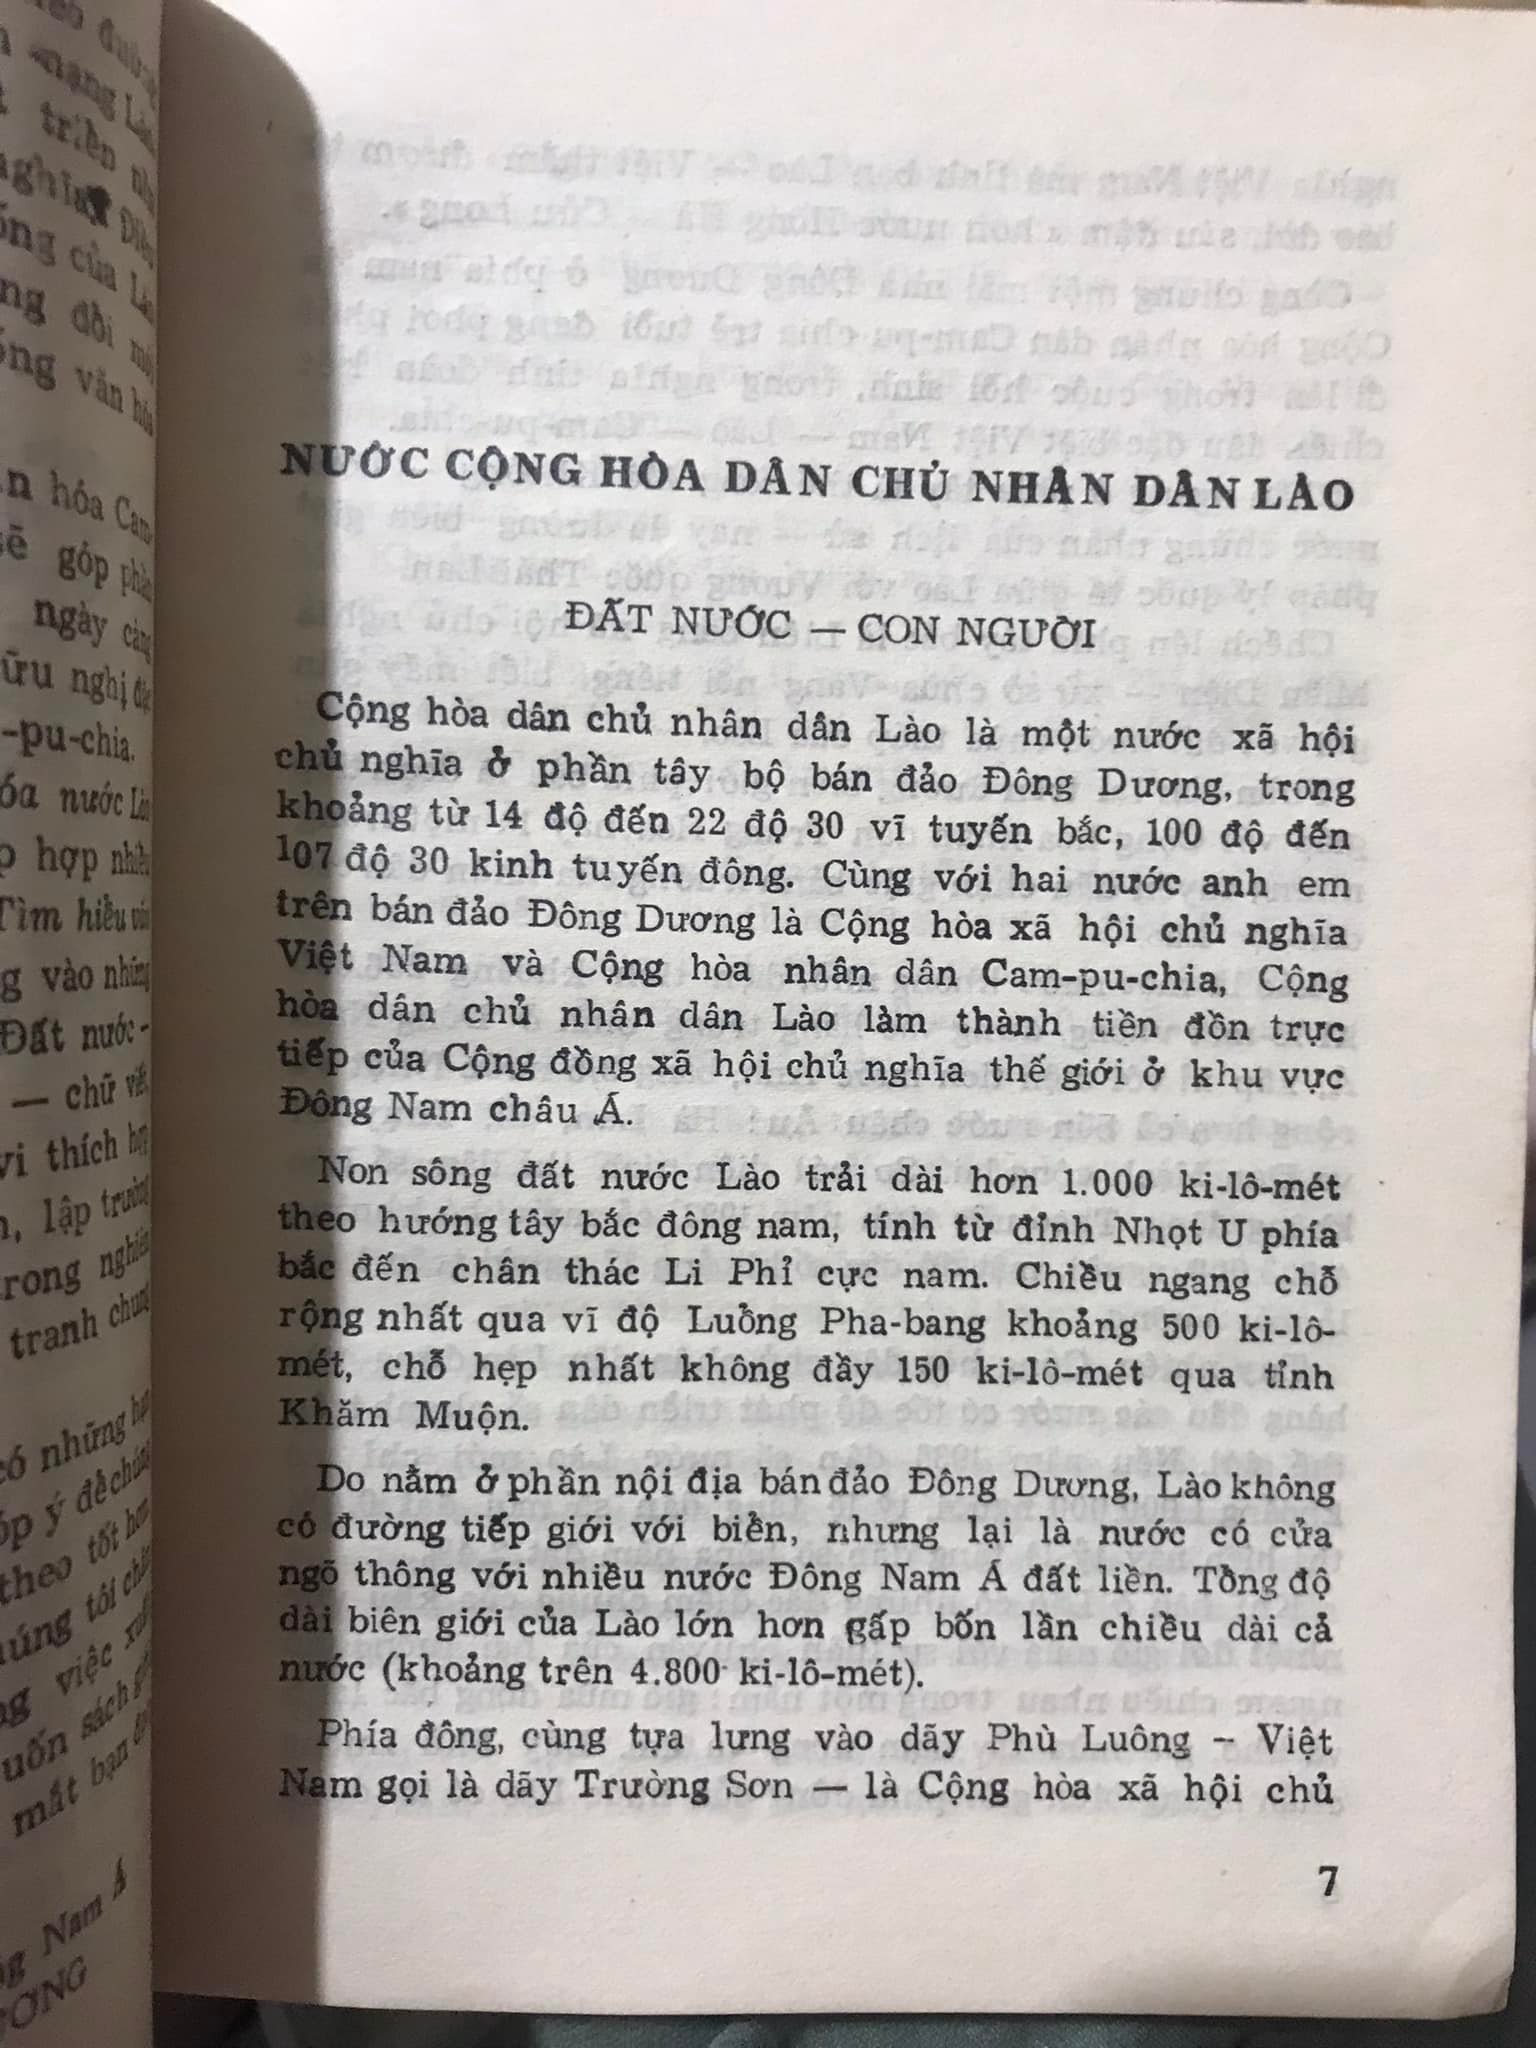 NƯỚC CỘNG HÒA DÂN CHỦ NHÂN DÂN LÀO
ĐẤT NƯỚC — CON NGƯỜI
Cộng hòa dân chủ nhân dân Lào là một nước xã hội
chủ nghĩa ở phần tây bộ bán đảo Đông Dương, trong
khoảng từ 14 độ đến 22 độ 30 vĩ tuyến bắc, 100 độ đến
107 độ 30 kinh tuyến đông. Cùng với hai nước anh em
trên bán đảo Đông Dương là Cộng hòa xã hội chủ nghĩa
Việt Nam và Cộng hòa nhân dân Cam-pu-chia, Cộng
hòa dân chủ nhân dân Lào làm thành tiền đồn trực
tiếp của Cộng đồng xã hội chủ nghĩa thế giới ở khu vực
Đông Nam châu Á.
Non sông đất nước Lào trải dài hơn 1.000 ki-lô-mét
theo hướng tây bắc đông nam, tính từ đỉnh Nhọt U phía
bắc đến chân thác Li Phỉ cực nam. Chiều ngang chỗ
rộng nhất qua vĩ độ Luổng Pha-bang khoảng 500 ki-lô-
mét, chỗ hẹp nhất không đầy 150 ki-lô-mét qua tỉnh
Khăm Muộn.
Do nằm ở phần nội địa bán đảo Đông Dương, Lào không
có đường tiếp giới với biển, nhưng lại là nước có cửa
ngõ thông với nhiều nước Đông Nam Á đất liền. Tổng độ
dài biên giới của Lào lớn hơn gấp bốn lần chiều dài cả
nước (khoảng trên 4.800 ki-lô-mét).
Phía đông, cùng tựa lưng vào dãy Phù Luông – Việt
Nam gọi là dãy Trường Sơn — là Cộng hòa xã hội chủ
7